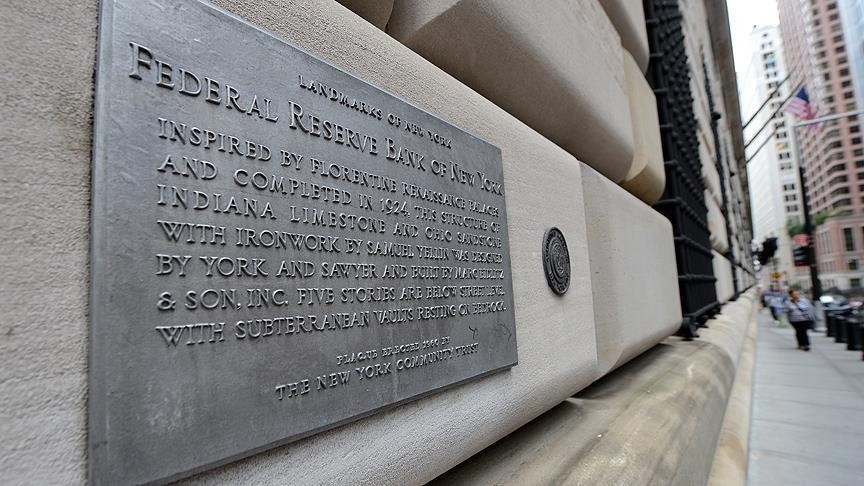 LANDMARKS OF NEW YORK
FEDERAL RESERVE BANK OF NEW YORK
INSPIRED BY FLORENTINE RENAISSANCE PALACES
AND COMPLETED IN 1924, THIS STRUCTURE OF
INDIANA LIMESTONE AND OHIO SANDSTONE
WITH IRONWORK BY SAMUEL YELLIN WAS DESIGNED
BY YORK AND SAWYER AND BUILT BY MARC EIDLITZ
& SON, INC. FIVE STORIES ARE BELOW STREET LEVEL
WITH SUBTERRANEAN VAULTS RESTING ON BEDROCK.
PLAQUE ERECTED 1960 BY
THE NEW YORK COMMUNITY TRUST